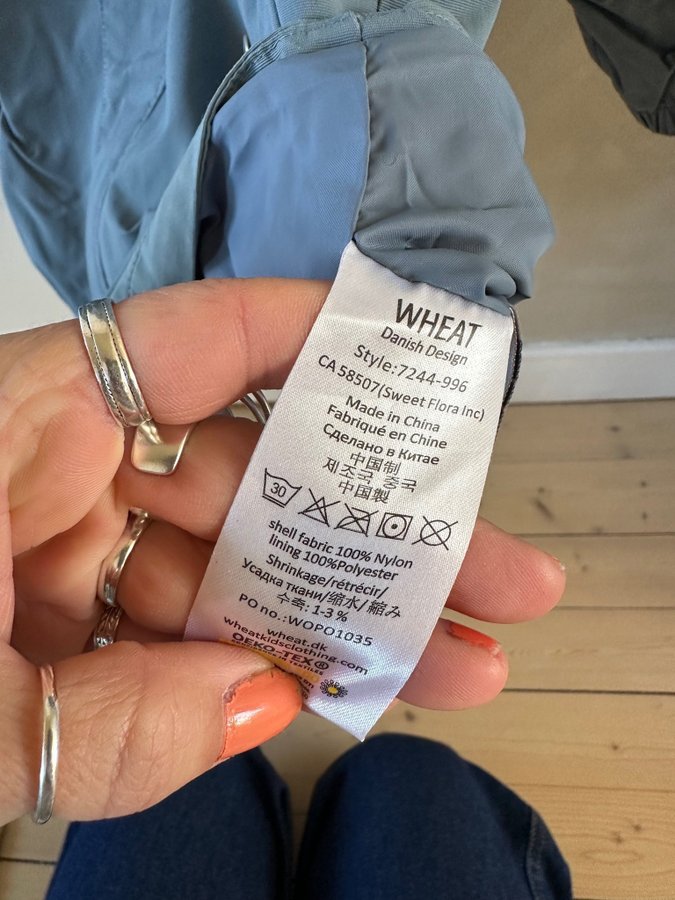 WHEAT
Danish Design
Style:7244-996
CA 58507(Sweet Flora Inc)
Made in China
Fabriqué en Chine
Сделано в Китае
中国制
제조국 중국
中国製
30
shell fabric 100% Nylon
lining 100%Polyester
Shrinkage/rétrécir/
Усадка ткани/缩水/縮み
수축: 1-3 %
PO no.:WOPO1035
wheat.dk
wheatkidsclothing.com
OEKO-TEX®